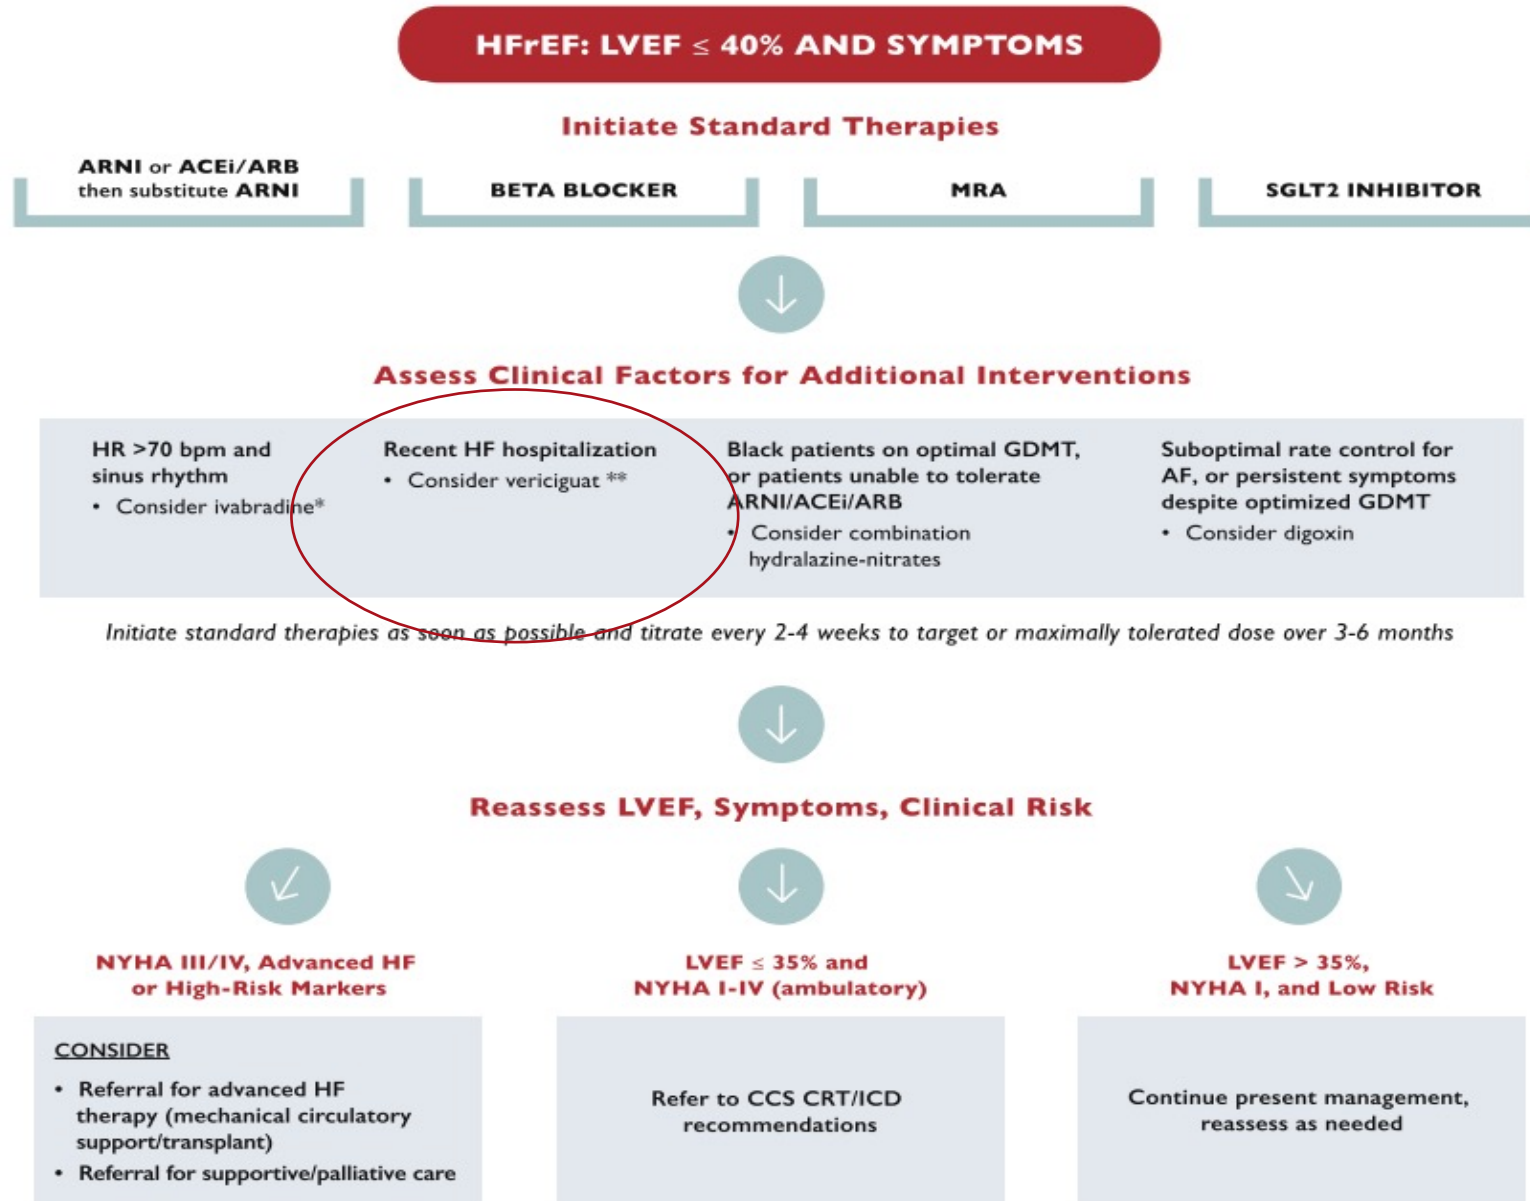 HFrEF: LVEF ≤ 40% AND SYMPTOMS
Initiate Standard Therapies
ARNI or ACEi/ARB
then substitute ARNI
BETA BLOCKER
MRA
SGLT2 INHIBITOR
Assess Clinical Factors for Additional Interventions
HR >70 bpm and
sinus rhythm
• Consider ivabradine*
Recent HF hospitalization
• Consider vericiguat **
Black patients on optimal GDMT,
or patients unable to tolerate
ARNI/ACEi/ARB
• Consider combination
hydralazine-nitrates
Suboptimal rate control for
AF, or persistent symptoms
despite optimized GDMT
• Consider digoxin
Initiate standard therapies as soon as possible and titrate every 2-4 weeks to target or maximally tolerated dose over 3-6 months
Reassess LVEF, Symptoms, Clinical Risk
NYHA III/IV, Advanced HF
or High-Risk Markers
CONSIDER
• Referral for advanced HF
therapy (mechanical circulatory
support/transplant)
• Referral for supportive/palliative care
LVEF ≤ 35% and
NYHA I-IV (ambulatory)
Refer to CCS CRT/ICD
recommendations
LVEF > 35%,
NYHA I, and Low Risk
Continue present management,
reassess as needed